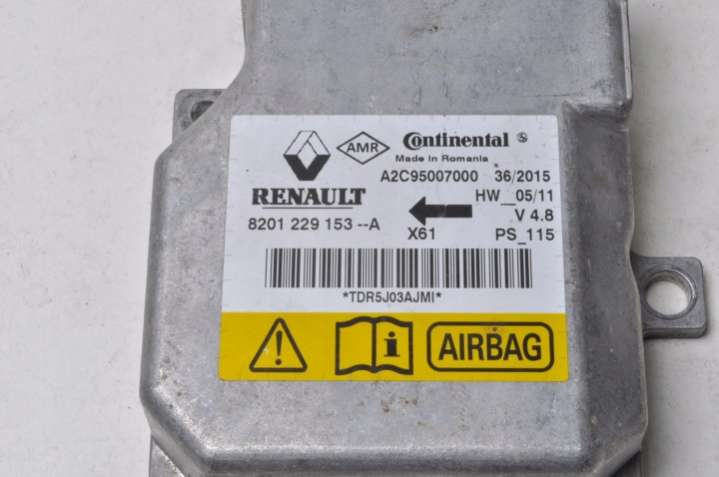 AMR Continental S
Made in Romania
A2C95007000 36/2015
RENAULT HW__05/11
8201 229 153 --A V 4.8
X61 PS_115
*TDR5J03AJMI*
i AIRBAG